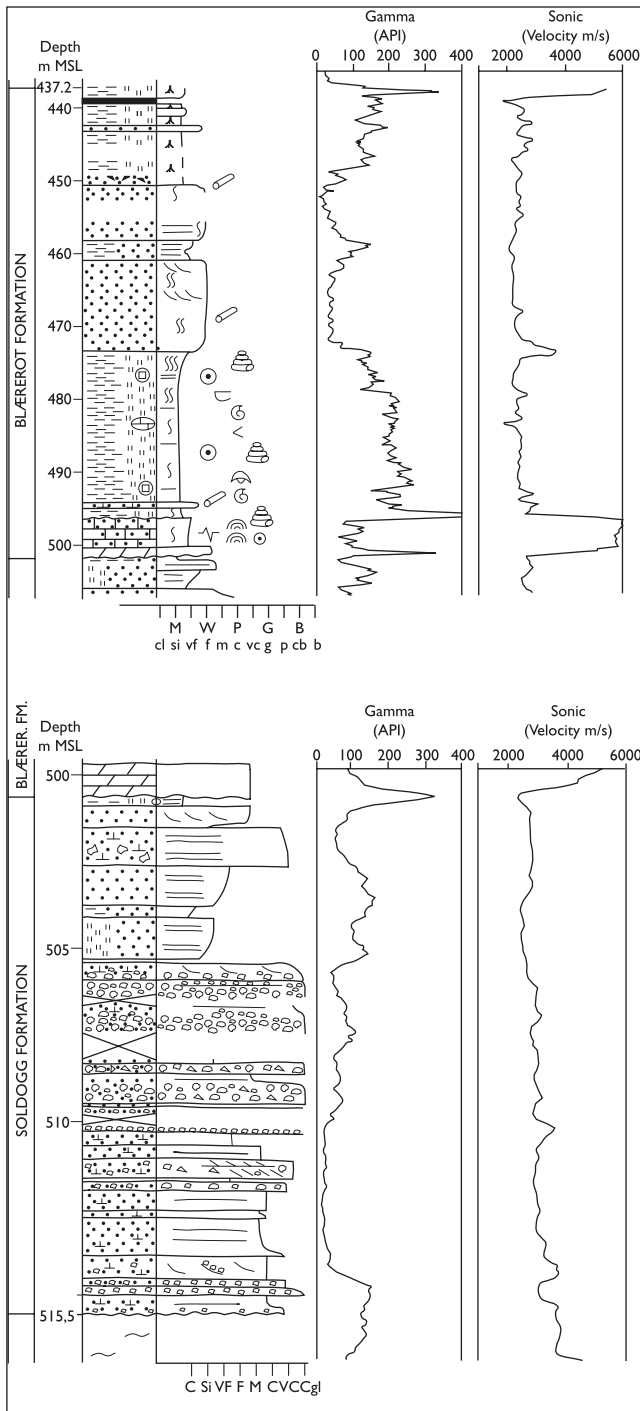 Gamma
(API)
Sonic
(Velocity m/s)
Depth
m MSL
0 100 200 300 400
2000 4000 6000
437.2
440
450
460
470
480
490
500
BLÆREROT FORMATION
M W P G B
cl si vf f m c vc g p cb b
Gamma
(API)
Sonic
(Velocity m/s)
Depth
m MSL
0 100 200 300 400
2000 4000 6000
BLÆRER. FM.
500
505
510
515,5
SOLDOGG FORMATION
C Si VF F M C VC Cgl